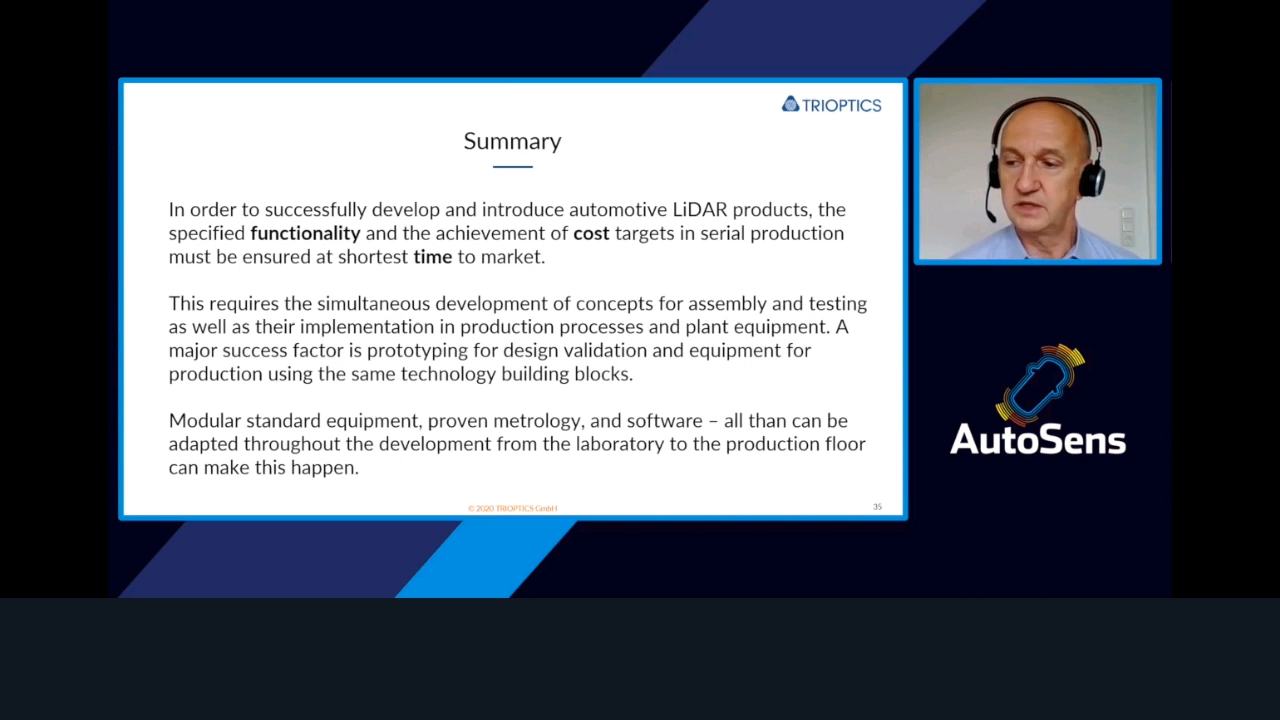 TRIOPTICS
Summary
In order to successfully develop and introduce automotive LiDAR products, the
specified functionality and the achievement of cost targets in serial production
must be ensured at shortest time to market.
This requires the simultaneous development of concepts for assembly and testing
as well as their implementation in production processes and plant equipment. A
major success factor is prototyping for design validation and equipment for
production using the same technology building blocks.
Modular standard equipment, proven metrology, and software – all than can be
adapted throughout the development from the laboratory to the production floor
can make this happen.
© 2020 TRIOPTICS GmbH
35
AutoSens